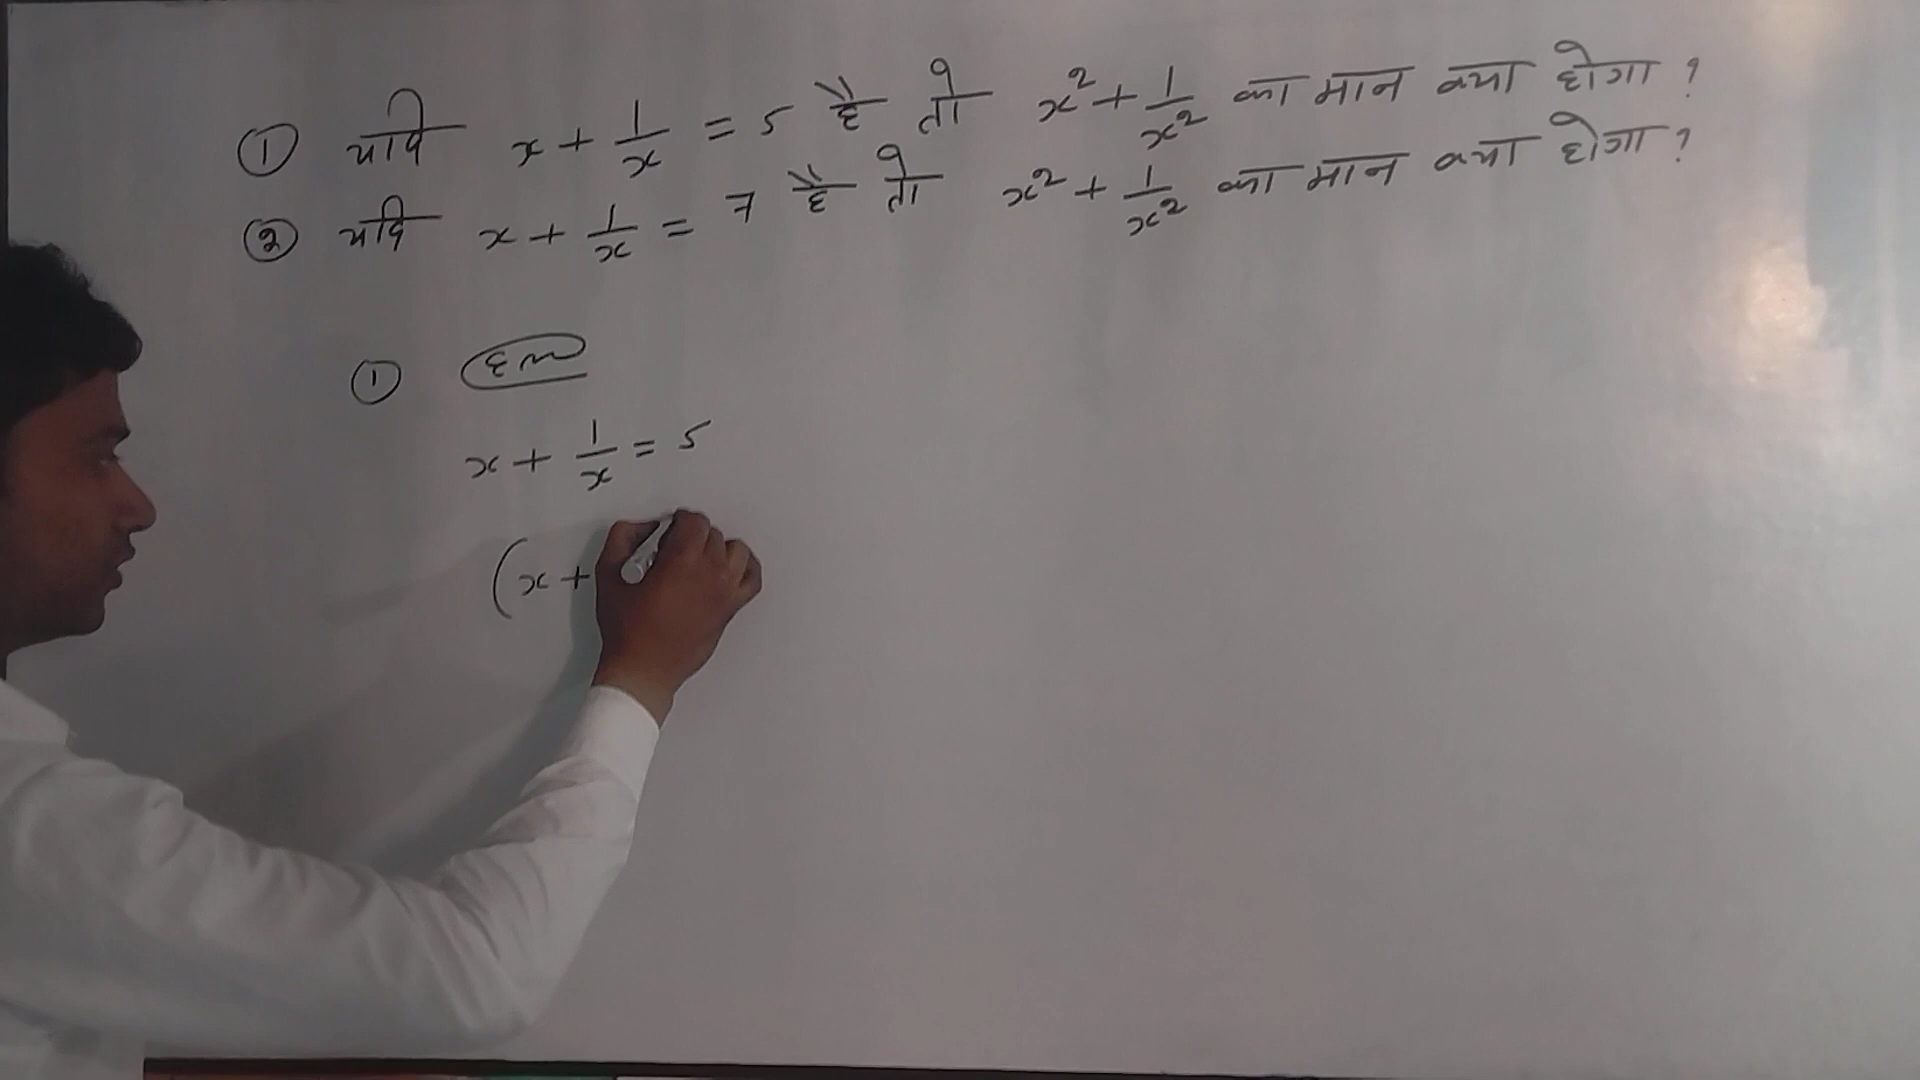 ① यदि x + 1/x = 5 है तो x² + 1/x² का मान क्या होगा ?
② यदि x + 1/x = 7 है तो x² + 1/x² का मान क्या होगा ?
① हल
x + 1/x = 5
(x +